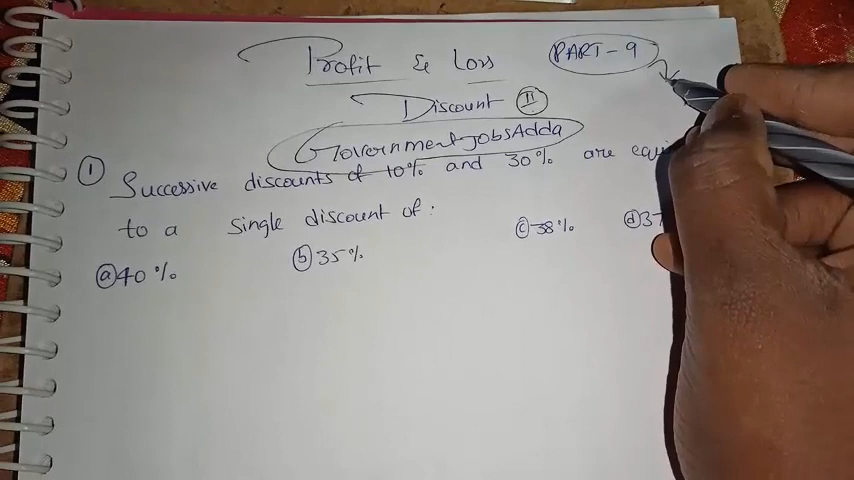 Profit & Loss PART-9
Discount II
GovernmentJobsAdda
① Successive discounts of 10% and 30% are
to a single discount of:
ⓐ 40% ⓑ 35% ⓒ 38% ⓓ 37